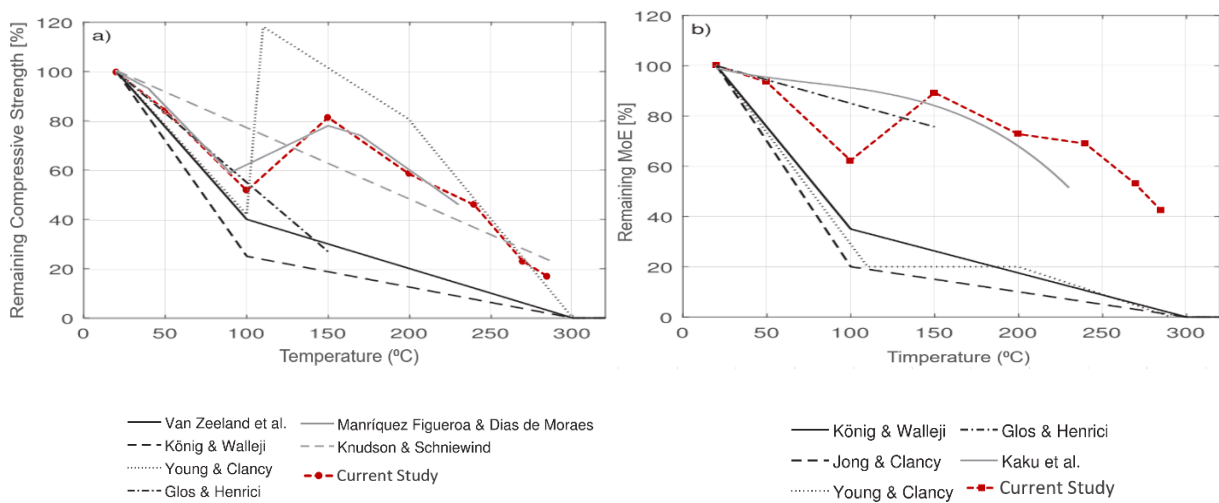 a)
Remaining Compressive Strength [%]
120
100
80
60
40
20
0
0 50 100 150 200 250 300
Temperature (ºC)
Van Zeeland et al.
König & Walleji
Young & Clancy
Glos & Henrici
Manríquez Figueroa & Dias de Moraes
Knudson & Schniewind
Current Study
b)
Remaining MoE [%]
120
100
80
60
40
20
0
0 50 100 150 200 250 300
Timperature (ºC)
König & Walleji
Jong & Clancy
Young & Clancy
Glos & Henrici
Kaku et al.
Current Study